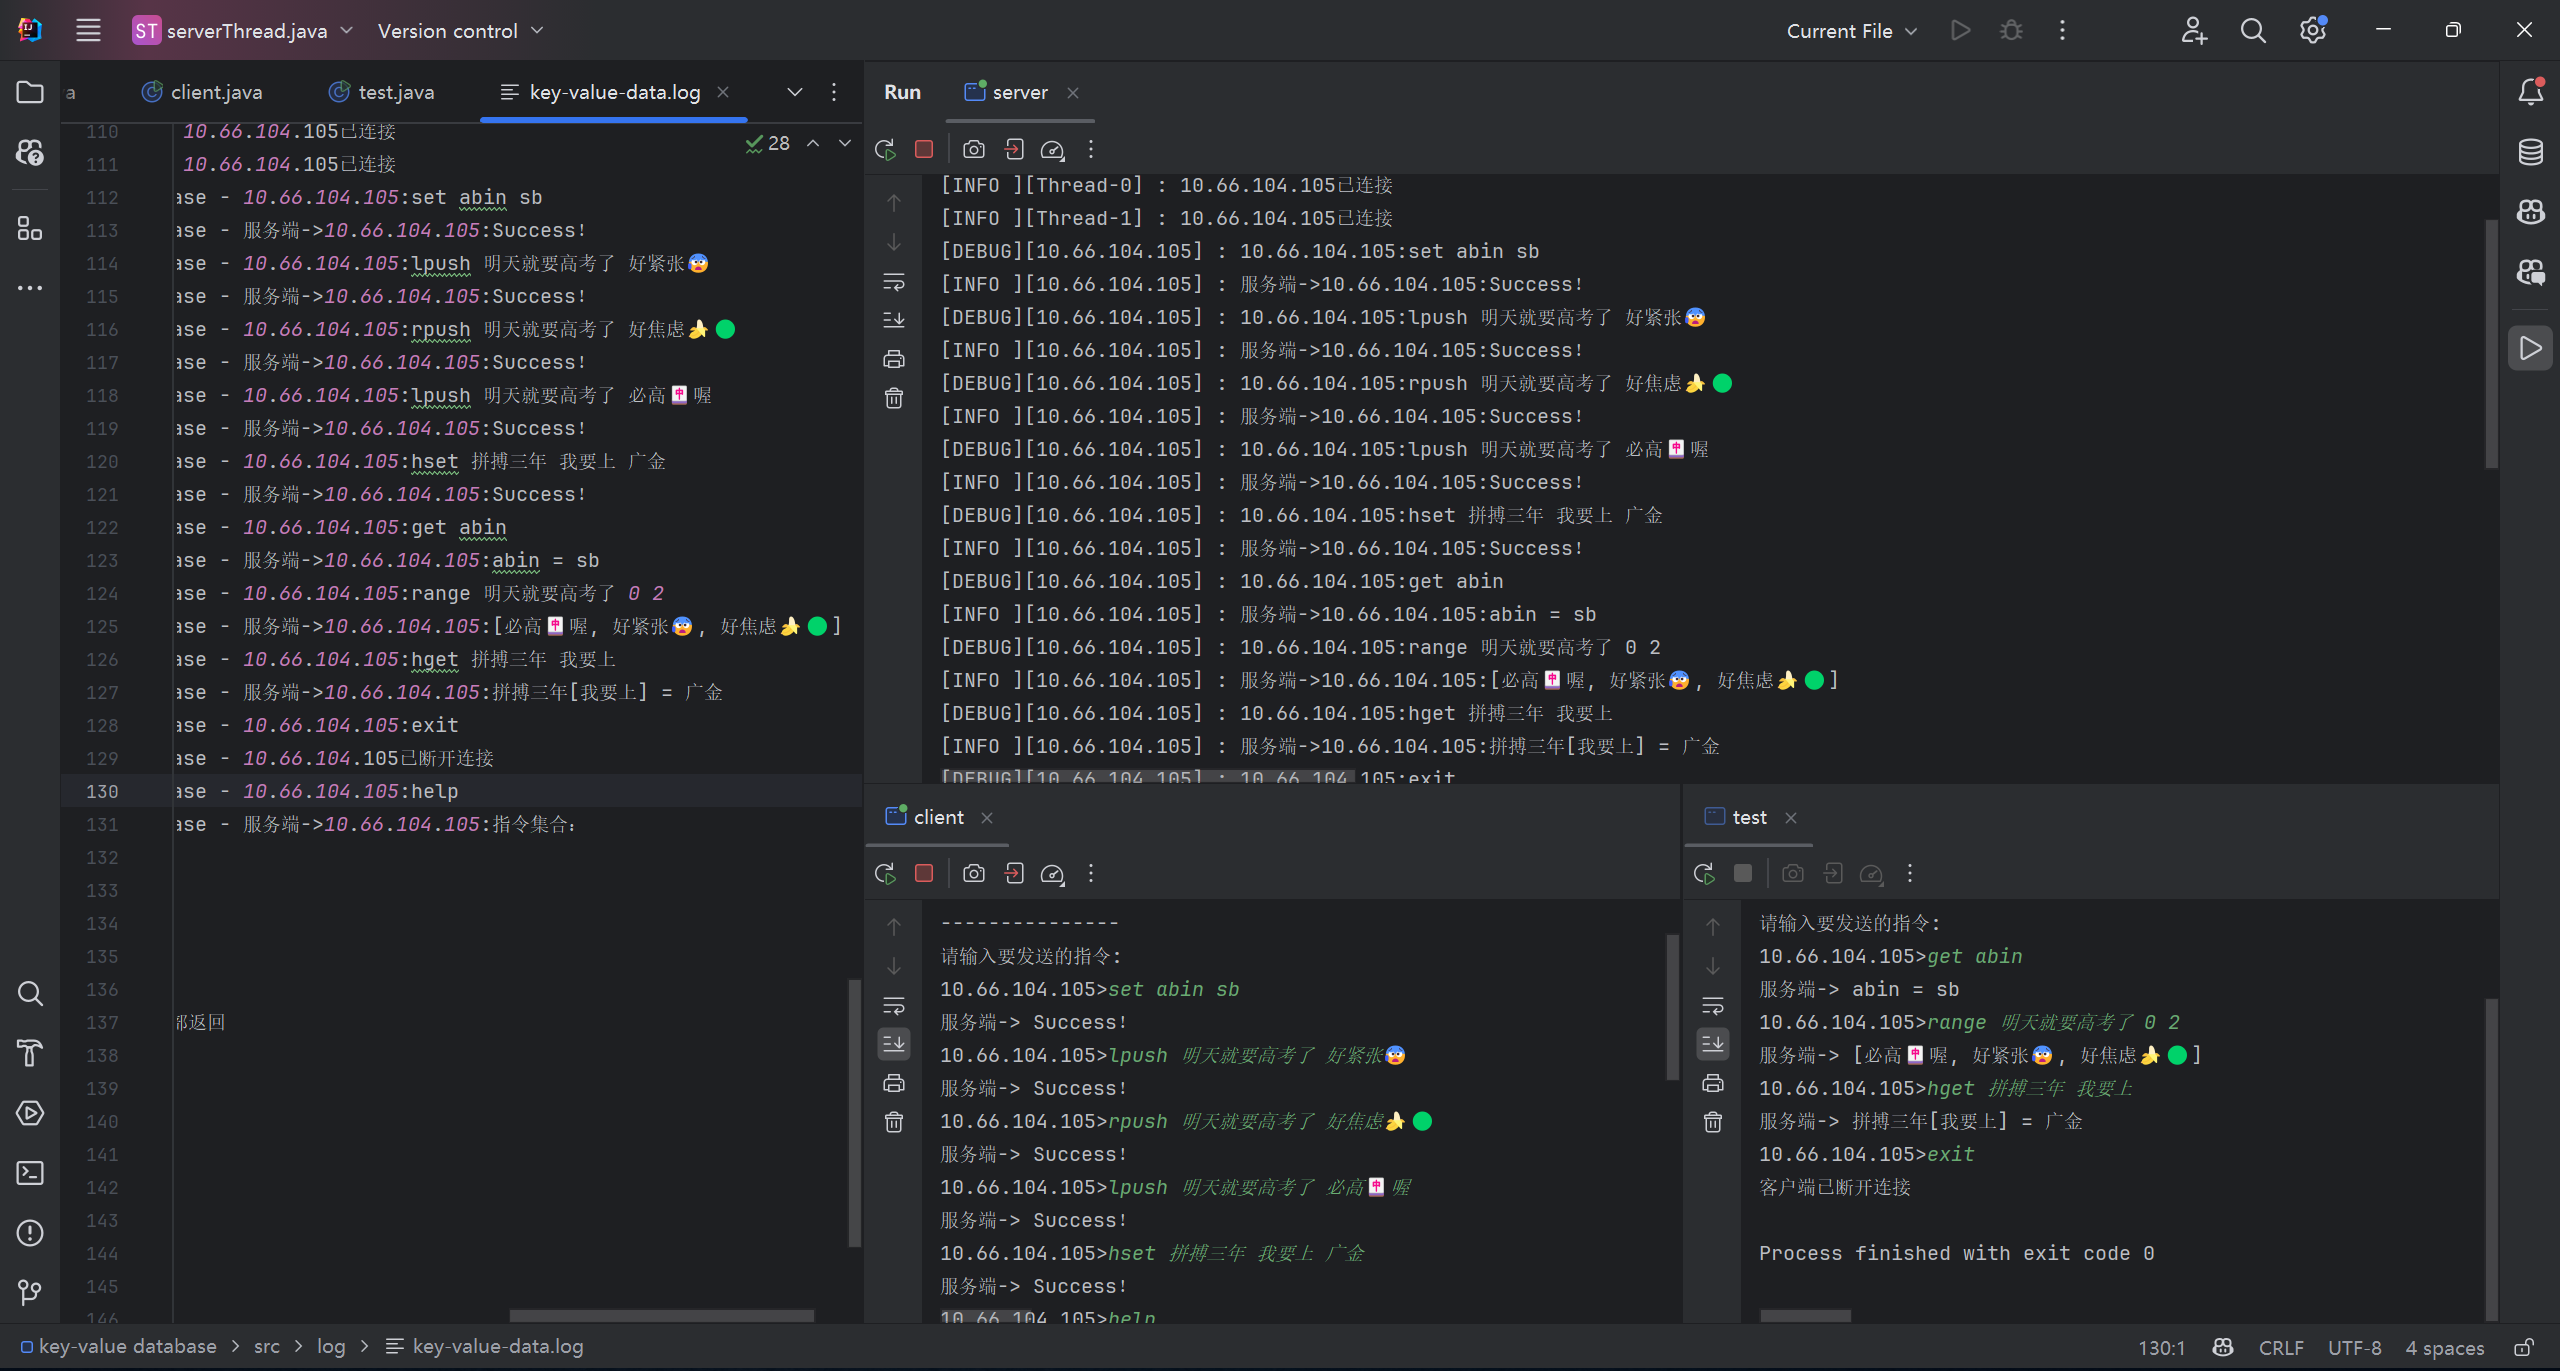 ST serverThread.java Version control Current File
client.java test.java key-value-data.log
28
110 10.66.104.105已连接
111 10.66.104.105已连接
112 ase - 10.66.104.105:set abin sb
113 ase - 服务端->10.66.104.105:Success!
114 ase - 10.66.104.105:lpush 明天就要高考了 好紧张😰
115 ase - 服务端->10.66.104.105:Success!
116 ase - 10.66.104.105:rpush 明天就要高考了 好焦虑🍌🟢
117 ase - 服务端->10.66.104.105:Success!
118 ase - 10.66.104.105:lpush 明天就要高考了 必高🀄喔
119 ase - 服务端->10.66.104.105:Success!
120 ase - 10.66.104.105:hset 拼搏三年 我要上 广金
121 ase - 服务端->10.66.104.105:Success!
122 ase - 10.66.104.105:get abin
123 ase - 服务端->10.66.104.105:abin = sb
124 ase - 10.66.104.105:range 明天就要高考了 0 2
125 ase - 服务端->10.66.104.105:[必高🀄喔, 好紧张😰, 好焦虑🍌🟢]
126 ase - 10.66.104.105:hget 拼搏三年 我要上
127 ase - 服务端->10.66.104.105:拼搏三年[我要上] = 广金
128 ase - 10.66.104.105:exit
129 ase - 10.66.104.105已断开连接
130 ase - 10.66.104.105:help
131 ase - 服务端->10.66.104.105:指令集合:
132
133
134
135
136
137 部返回
138
139
140
141
142
143
144
145
146
Run server
[INFO ][Thread-0] : 10.66.104.105已连接
[INFO ][Thread-1] : 10.66.104.105已连接
[DEBUG][10.66.104.105] : 10.66.104.105:set abin sb
[INFO ][10.66.104.105] : 服务端->10.66.104.105:Success!
[DEBUG][10.66.104.105] : 10.66.104.105:lpush 明天就要高考了 好紧张😰
[INFO ][10.66.104.105] : 服务端->10.66.104.105:Success!
[DEBUG][10.66.104.105] : 10.66.104.105:rpush 明天就要高考了 好焦虑🍌🟢
[INFO ][10.66.104.105] : 服务端->10.66.104.105:Success!
[DEBUG][10.66.104.105] : 10.66.104.105:lpush 明天就要高考了 必高🀄喔
[INFO ][10.66.104.105] : 服务端->10.66.104.105:Success!
[DEBUG][10.66.104.105] : 10.66.104.105:hset 拼搏三年 我要上 广金
[INFO ][10.66.104.105] : 服务端->10.66.104.105:Success!
[DEBUG][10.66.104.105] : 10.66.104.105:get abin
[INFO ][10.66.104.105] : 服务端->10.66.104.105:abin = sb
[DEBUG][10.66.104.105] : 10.66.104.105:range 明天就要高考了 0 2
[INFO ][10.66.104.105] : 服务端->10.66.104.105:[必高🀄喔, 好紧张😰, 好焦虑🍌🟢]
[DEBUG][10.66.104.105] : 10.66.104.105:hget 拼搏三年 我要上
[INFO ][10.66.104.105] : 服务端->10.66.104.105:拼搏三年[我要上] = 广金
[DEBUG][10.66.104.105] : 10.66.104.105:exit
client
---------------
请输入要发送的指令:
10.66.104.105>set abin sb
服务端-> Success!
10.66.104.105>lpush 明天就要高考了 好紧张😰
服务端-> Success!
10.66.104.105>rpush 明天就要高考了 好焦虑🍌🟢
服务端-> Success!
10.66.104.105>lpush 明天就要高考了 必高🀄喔
服务端-> Success!
10.66.104.105>hset 拼搏三年 我要上 广金
服务端-> Success!
10.66.104.105>help
test
请输入要发送的指令:
10.66.104.105>get abin
服务端-> abin = sb
10.66.104.105>range 明天就要高考了 0 2
服务端-> [必高🀄喔, 好紧张😰, 好焦虑🍌🟢]
10.66.104.105>hget 拼搏三年 我要上
服务端-> 拼搏三年[我要上] = 广金
10.66.104.105>exit
客户端已断开连接
Process finished with exit code 0
key-value database > src > log > key-value-data.log 130:1 CRLF UTF-8 4 spaces